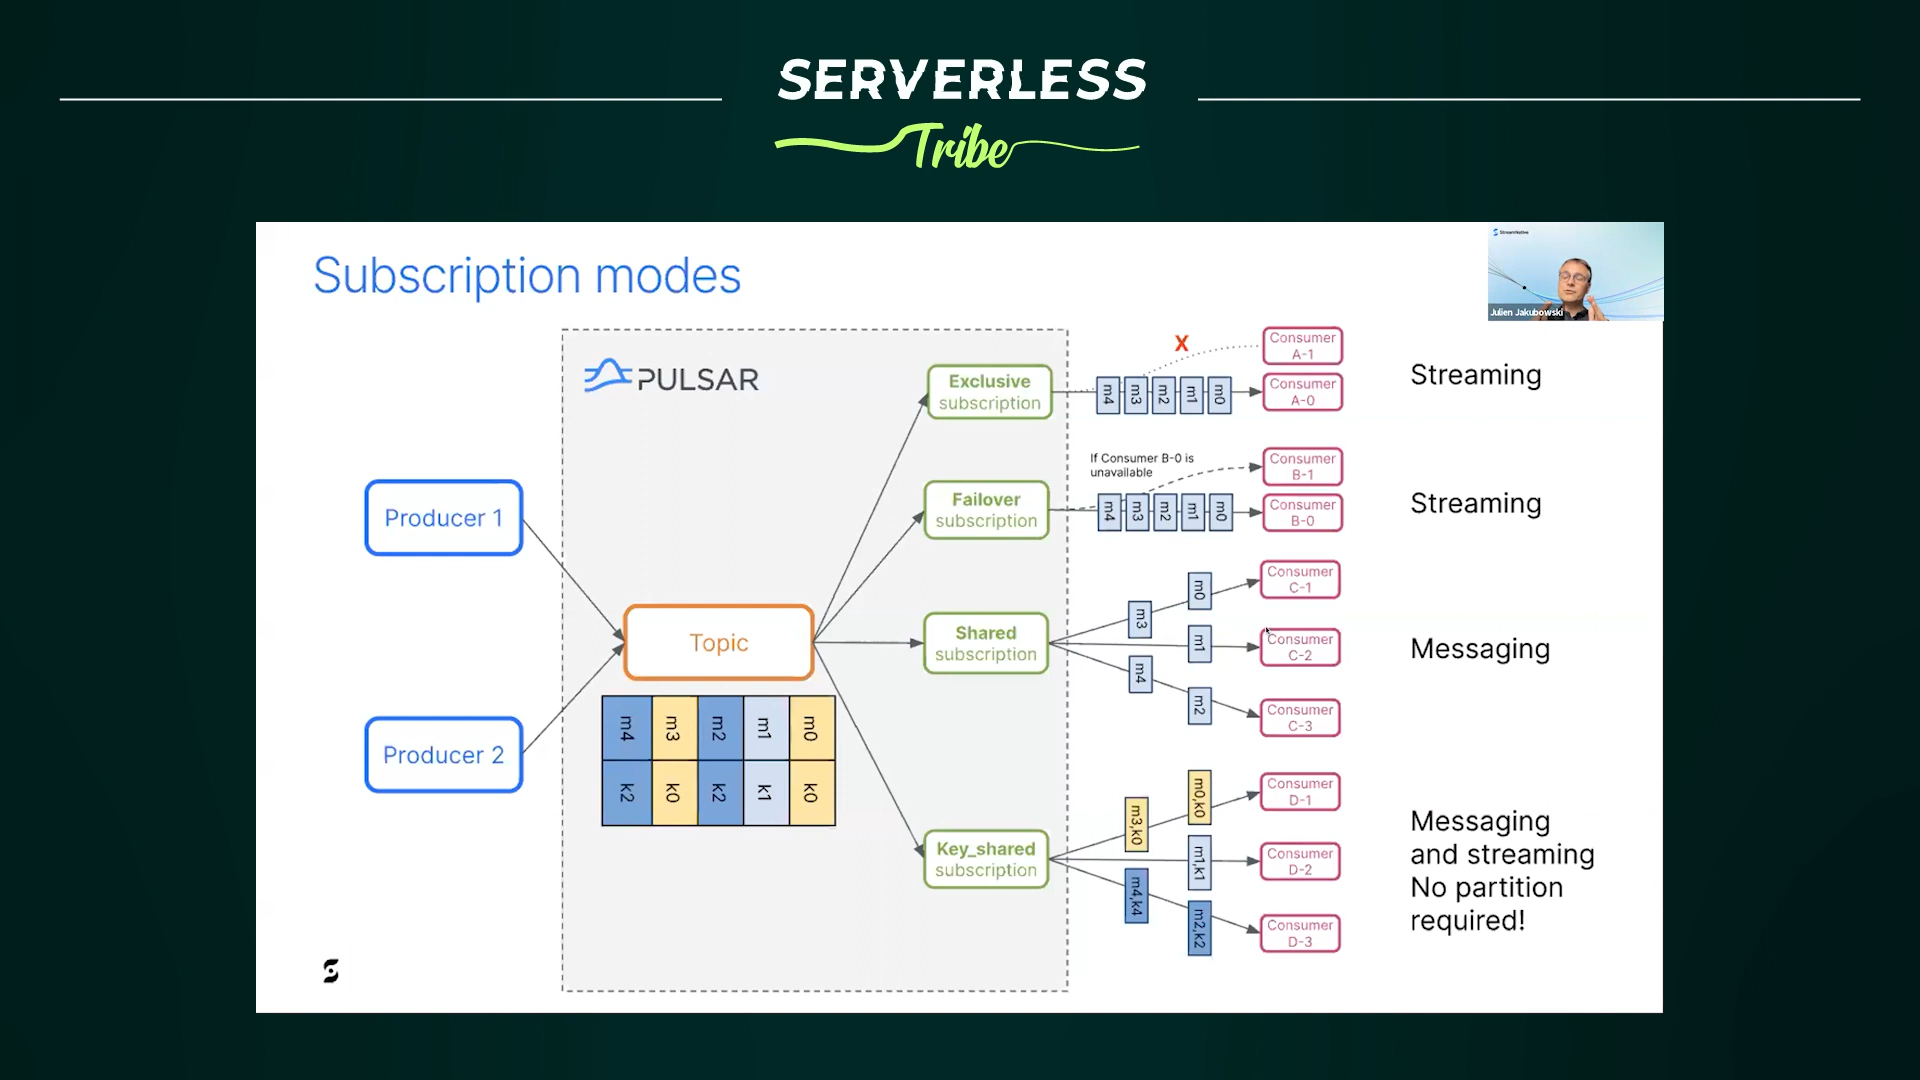 SERVERLESS
Tribe
Subscription modes
StreamNative
Julien Jakubowski
PULSAR
Producer 1
Producer 2
Topic
m4
m3
m2
m1
m0
k2
k0
k2
k1
k0
Exclusive
subscription
m4
m3
m2
m1
m0
X
Consumer
A-1
Consumer
A-0
Streaming
Failover
subscription
If Consumer B-0 is
unavailable
m4
m3
m2
m1
m0
Consumer
B-1
Consumer
B-0
Streaming
Shared
subscription
m3
m0
m1
m4
m2
Consumer
C-1
Consumer
C-2
Consumer
C-3
Messaging
Key_shared
subscription
m3,k0
m0,k0
m1,k1
m4,k4
m2,k2
Consumer
D-1
Consumer
D-2
Consumer
D-3
Messaging
and streaming
No partition
required!